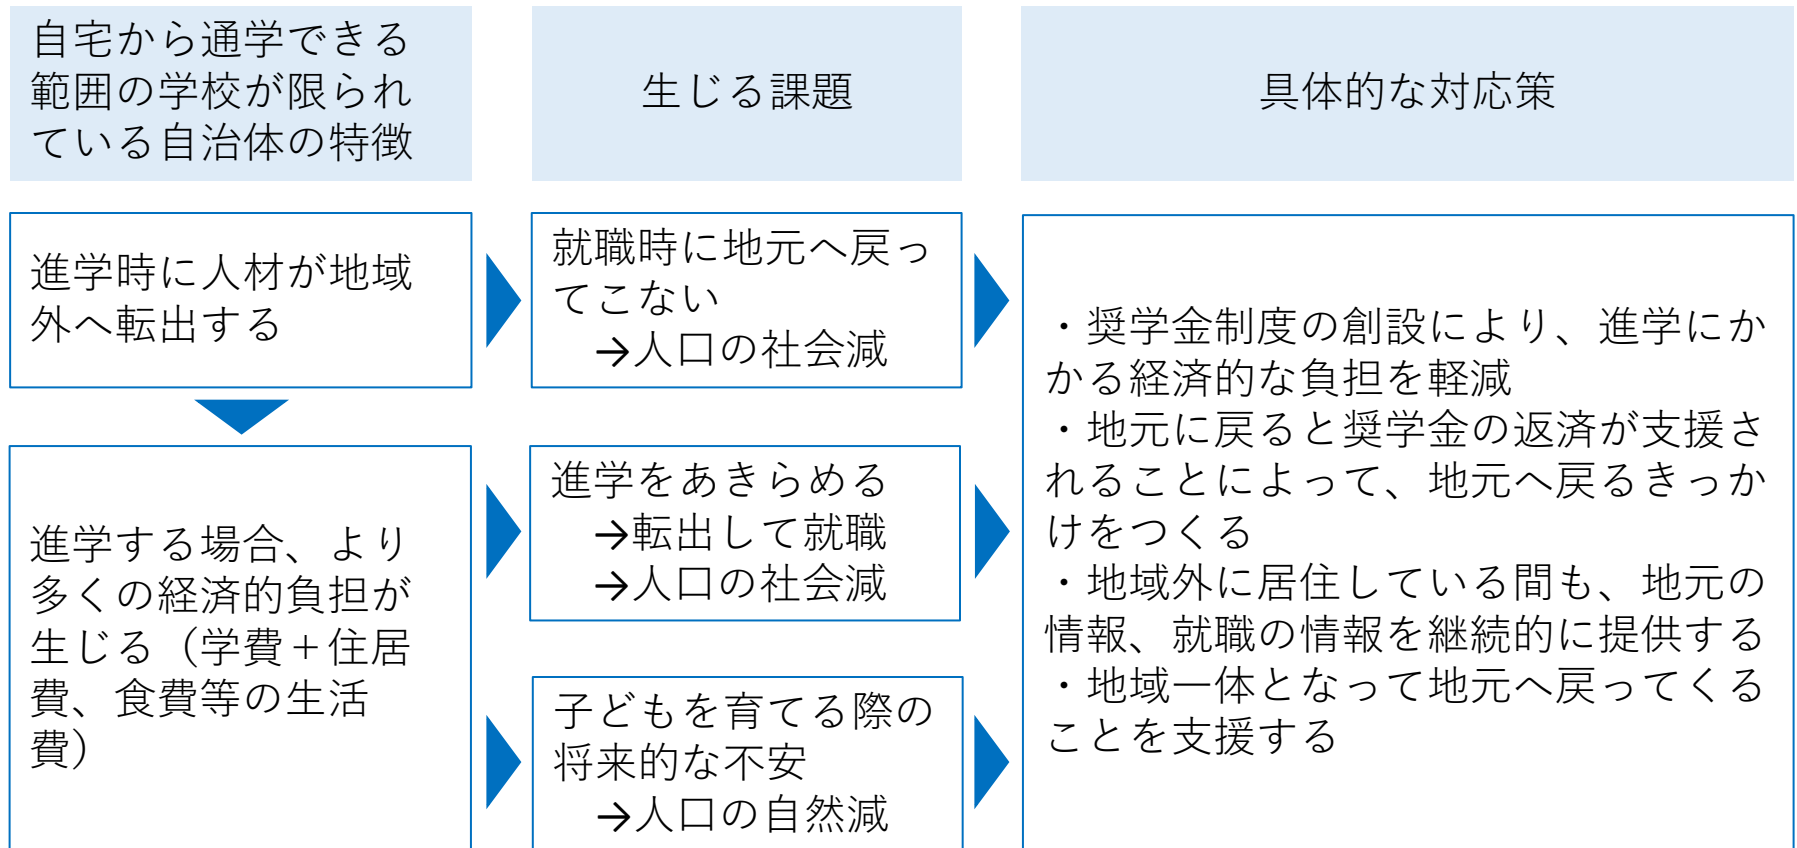 自宅から通学できる
範囲の学校が限られ
ている自治体の特徴
生じる課題
具体的な対応策
進学時に人材が地域
外へ転出する
就職時に地元へ戻っ
てこない
→人口の社会減
進学する場合、より
多くの経済的負担が
生じる（学費＋住居
費、食費等の生活
費）
進学をあきらめる
→転出して就職
→人口の社会減
子どもを育てる際の
将来的な不安
→人口の自然減
・奨学金制度の創設により、進学にか
かる経済的な負担を軽減
・地元に戻ると奨学金の返済が支援さ
れることによって、地元へ戻るきっか
けをつくる
・地域外に居住している間も、地元の
情報、就職の情報を継続的に提供する
・地域一体となって地元へ戻ってくる
ことを支援する